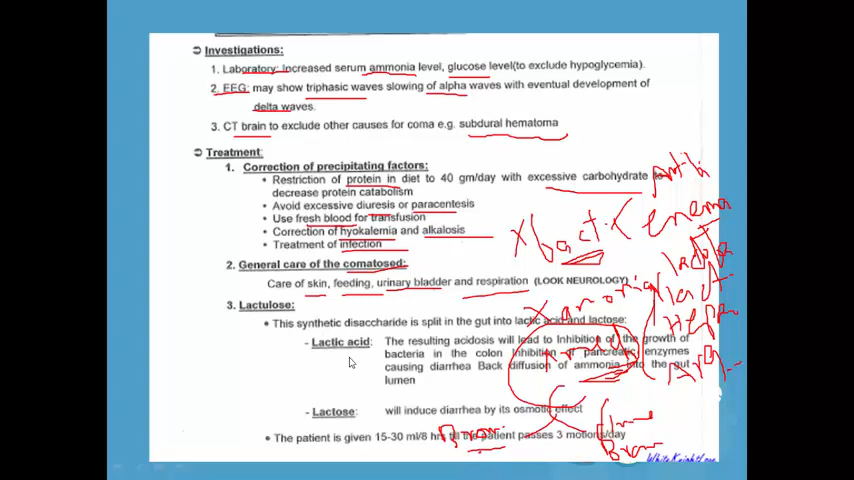 ➲ Investigations:
1. Laboratory: Increased serum ammonia level, glucose level(to exclude hypoglycemia).
2. EEG: may show triphasic waves slowing of alpha waves with eventual development of
delta waves.
3. CT brain to exclude other causes for coma e.g. subdural hematoma
➲ Treatment:
1. Correction of precipitating factors:
• Restriction of protein in diet to 40 gm/day with excessive carbohydrate to
decrease protein catabolism
• Avoid excessive diuresis or paracentesis
• Use fresh blood for transfusion
• Correction of hyokalemia and alkalosis
• Treatment of infection
Anti
enema
X bact.
2. General care of the comatosed:
Care of skin, feeding, urinary bladder and respiration (LOOK NEUROLOGY)
3. Lactulose:
• This synthetic disaccharide is split in the gut into lactic acid and lactose:
- Lactic acid: The resulting acidosis will lead to Inhibition of the growth of
bacteria in the colon Inhibition of pancreatic enzymes
causing diarrhea Back diffusion of ammonia into the gut
lumen
- Lactose: will induce diarrhea by its osmotic effect
• The patient is given 15-30 ml/8 hrs till the patient passes 3 motions/day
Brain
WhiteKnightLove